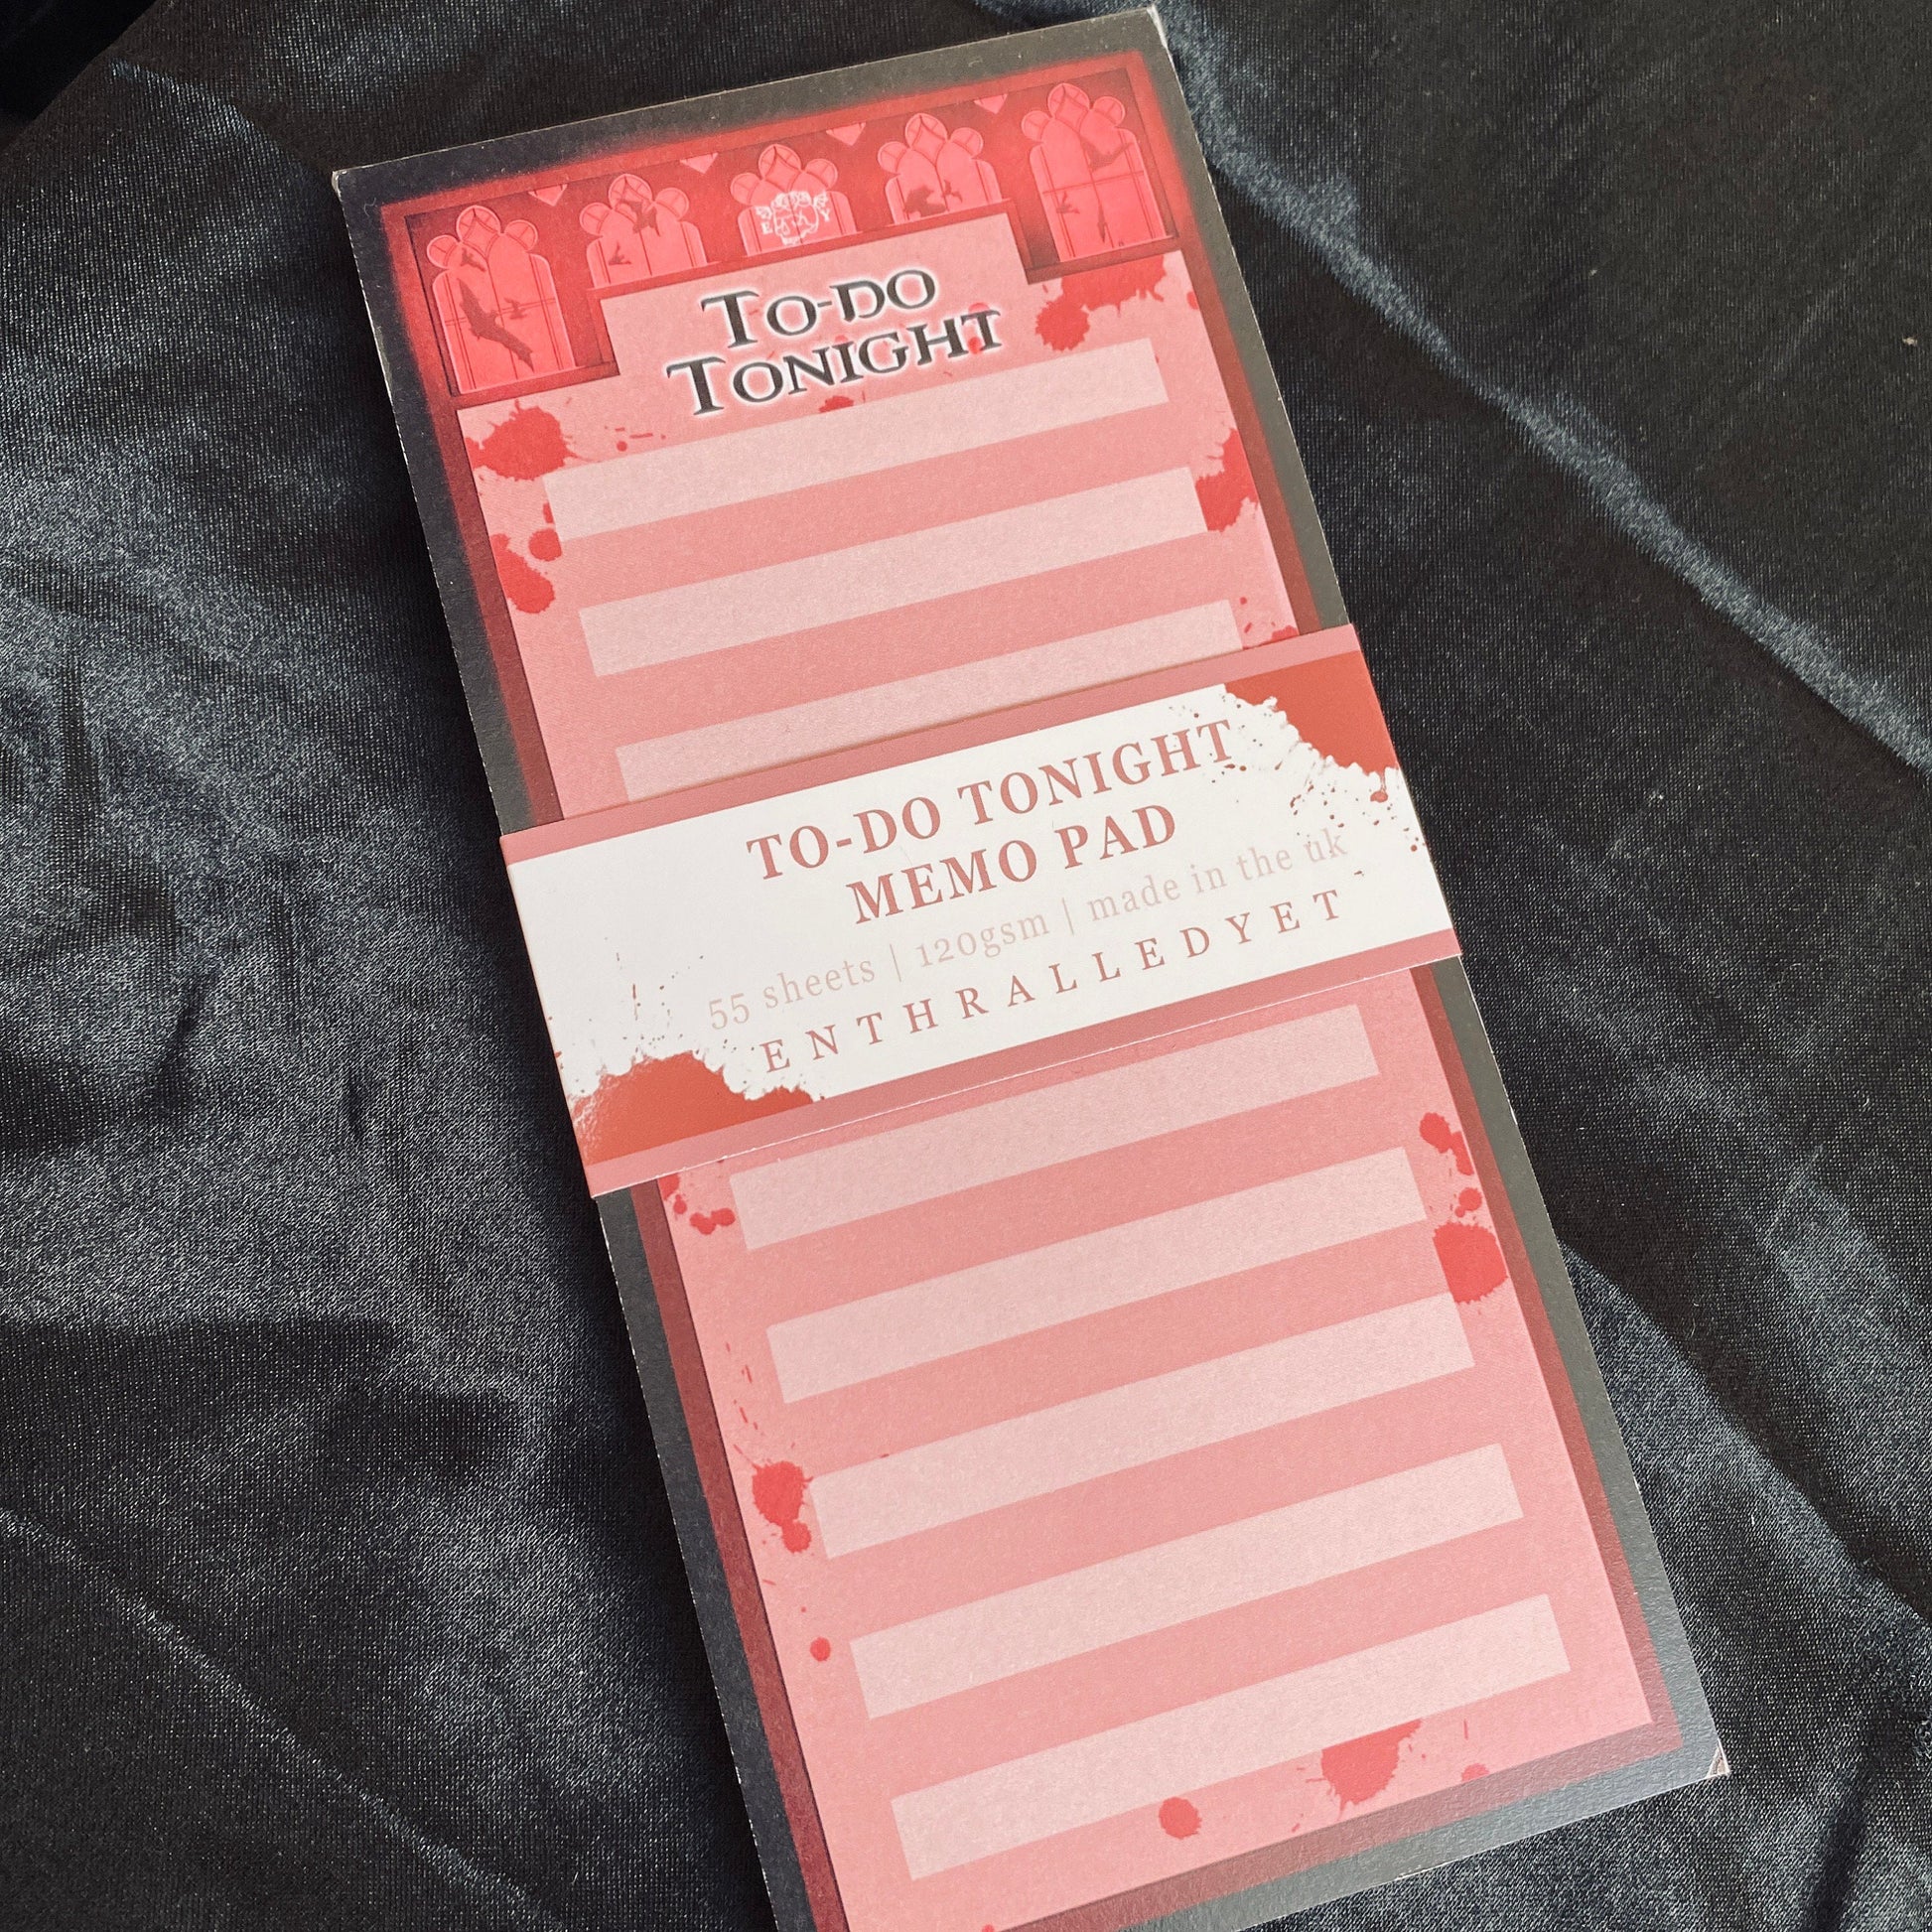 E Y
TO-DO
TONIGHT
TO-DO TONIGHT
MEMO PAD
55 sheets | 120gsm | made in the uk
ENTHRALLEDYET